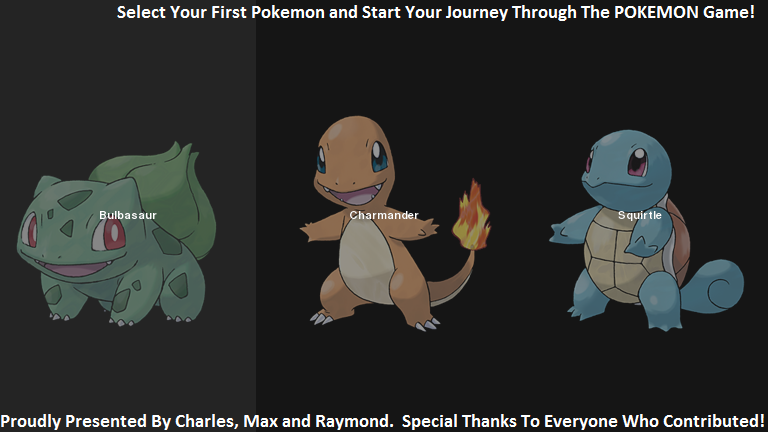 Select Your First Pokemon and Start Your Journey Through The POKEMON Game!
Bulbasaur
Charmander
Squirtle
Proudly Presented By Charles, Max and Raymond.  Special Thanks To Everyone Who Contributed!